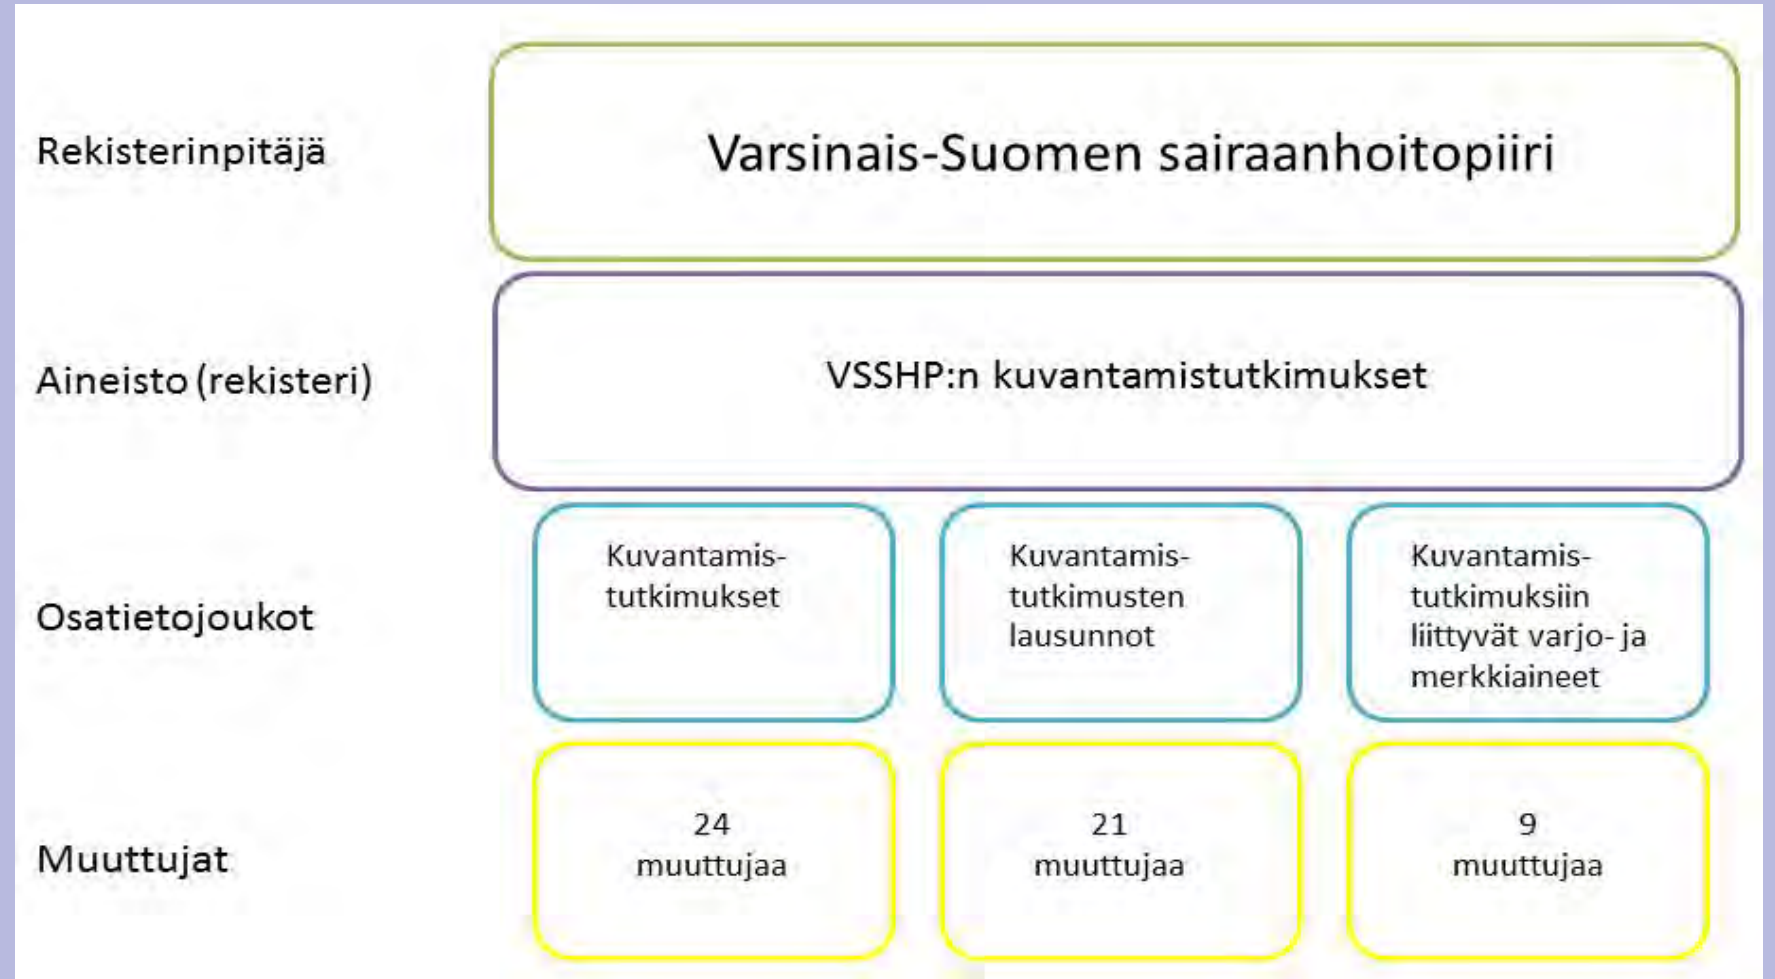 Rekisterinpitäjä
Varsinais-Suomen sairaanhoitopiiri
Aineisto (rekisteri)
VSSHP:n kuvantamistutkimukset
Osatietojoukot
Kuvantamis-
tutkimukset
Kuvantamis-
tutkimusten
lausunnot
Kuvantamis-
tutkimuksiin
liittyvät varjo- ja
merkkiaineet
Muuttujat
24
muuttujaa
21
muuttujaa
9
muuttujaa